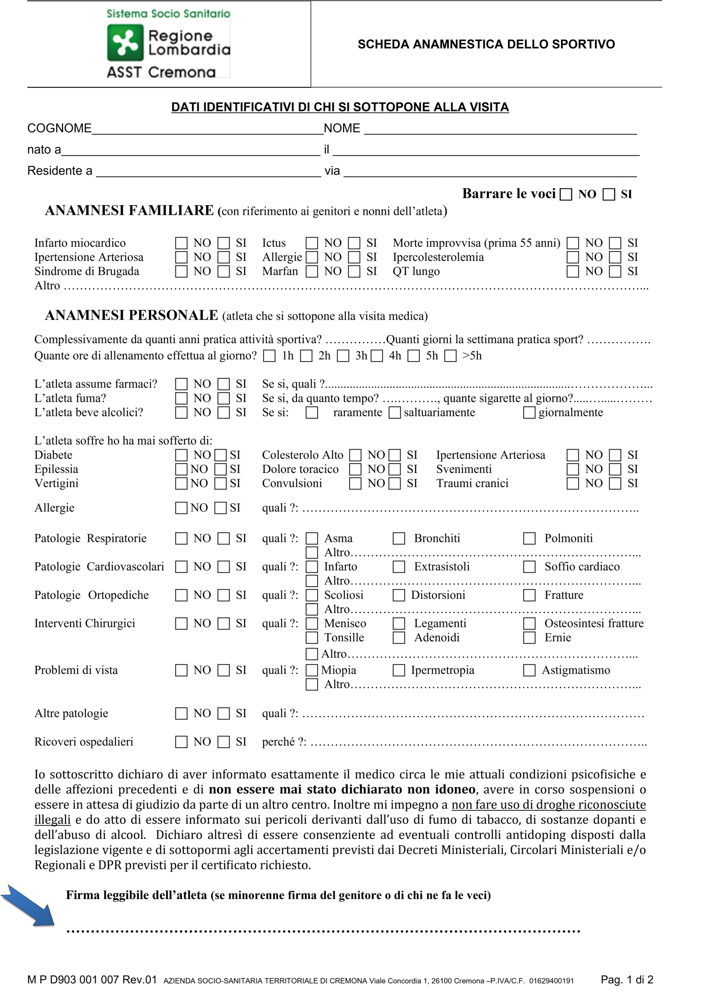 Sistema Socio Sanitario
Regione
Lombardia
ASST Cremona
SCHEDA ANAMNESTICA DELLO SPORTIVO
DATI IDENTIFICATIVI DI CHI SI SOTTOPONE ALLA VISITA
COGNOME______________________________NOME ______________________________
nato a______________________________ il ______________________________
Residente a ______________________________ via ______________________________
Barrare le voci ☐ NO ☐ SI
ANAMNESI FAMILIARE (con riferimento ai genitori e nonni dell’atleta)
Infarto miocardico ☐ NO ☐ SI Ictus ☐ NO ☐ SI Morte improvvisa (prima 55 anni) ☐ NO ☐ SI
Ipertensione Arteriosa ☐ NO ☐ SI Allergie ☐ NO ☐ SI Ipercolesterolemia ☐ NO ☐ SI
Sindrome di Brugada ☐ NO ☐ SI Marfan ☐ NO ☐ SI QT lungo ☐ NO ☐ SI
Altro ……………………………………………………………………………………...
ANAMNESI PERSONALE (atleta che si sottopone alla visita medica)
Complessivamente da quanti anni pratica attività sportiva? ……………Quanti giorni la settimana pratica sport? …………….
Quante ore di allenamento effettua al giorno? ☐ 1h ☐ 2h ☐ 3h ☐ 4h ☐ 5h ☐ >5h
L’atleta assume farmaci? ☐ NO ☐ SI Se si, quali ?..........................................................................…………………...
L’atleta fuma? ☐ NO ☐ SI Se si, da quanto tempo? …………., quante sigarette al giorno?....…......………
L’atleta beve alcolici? ☐ NO ☐ SI Se si: ☐ raramente ☐ saltuariamente ☐ giornalmente
L’atleta soffre ho ha mai sofferto di:
Diabete ☐ NO ☐ SI Colesterolo Alto ☐ NO ☐ SI Ipertensione Arteriosa ☐ NO ☐ SI
Epilessia ☐ NO ☐ SI Dolore toracico ☐ NO ☐ SI Svenimenti ☐ NO ☐ SI
Vertigini ☐ NO ☐ SI Convulsioni ☐ NO ☐ SI Traumi cranici ☐ NO ☐ SI
Allergie ☐ NO ☐ SI quali ?: ………………………………………………………………..
Patologie Respiratorie ☐ NO ☐ SI quali ?: ☐ Asma ☐ Bronchiti ☐ Polmoniti
☐ Altro………………………………………………………...
Patologie Cardiovascolari ☐ NO ☐ SI quali ?: ☐ Infarto ☐ Extrasistoli ☐ Soffio cardiaco
☐ Altro………………………………………………………...
Patologie Ortopediche ☐ NO ☐ SI quali ?: ☐ Scoliosi ☐ Distorsioni ☐ Fratture
☐ Altro………………………………………………………...
Interventi Chirurgici ☐ NO ☐ SI quali ?: ☐ Menisco ☐ Legamenti ☐ Osteosintesi fratture
☐ Tonsille ☐ Adenoidi ☐ Ernie
☐ Altro………………………………………………………...
Problemi di vista ☐ NO ☐ SI quali ?: ☐ Miopia ☐ Ipermetropia ☐ Astigmatismo
☐ Altro………………………………………………………...
Altre patologie ☐ NO ☐ SI quali ?: …………………………………………………………………
Ricoveri ospedalieri ☐ NO ☐ SI perché ?: ………………………………………………………………..
Io sottoscritto dichiaro di aver informato esattamente il medico circa le mie attuali condizioni psicofisiche e
delle affezioni precedenti e di non essere mai stato dichiarato non idoneo, avere in corso sospensioni o
essere in attesa di giudizio da parte di un altro centro. Inoltre mi impegno a non fare uso di droghe riconosciute
illegali e do atto di essere informato sui pericoli derivanti dall’uso di fumo di tabacco, di sostanze dopanti e
dell’abuso di alcool. Dichiaro altresì di essere consenziente ad eventuali controlli antidoping disposti dalla
legislazione vigente e di sottopormi agli accertamenti previsti dai Decreti Ministeriali, Circolari Ministeriali e/o
Regionali e DPR previsti per il certificato richiesto.
Firma leggibile dell’atleta (se minorenne firma del genitore o di chi ne fa le veci)
……………………………………………………………………………………
M P D903 001 007 Rev.01 AZIENDA SOCIO-SANITARIA TERRITORIALE DI CREMONA Viale Concordia 1, 26100 Cremona –P.IVA/C.F. 01629400191 Pag. 1 di 2